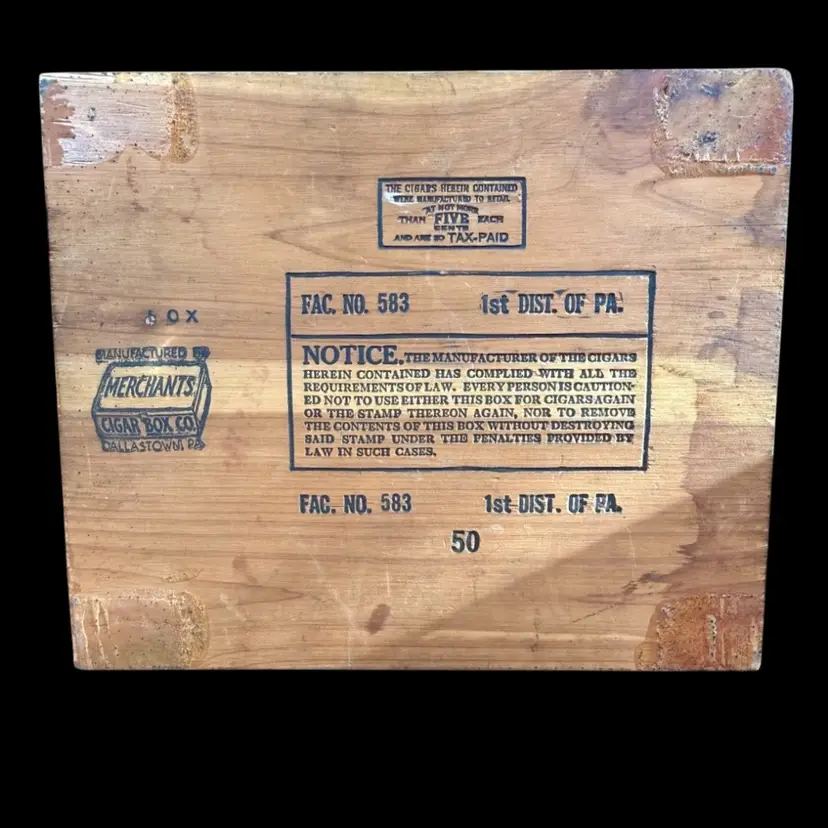 THE CIGARS HEREIN CONTAINED
WERE MANUFACTURED TO RETAIL
AT NOT MORE
THAN FIVE EACH
CENTS
AND ARE SO TAX-PAID
FAC. NO. 583 1st DIST. OF PA.
NOTICE. THE MANUFACTURER OF THE CIGARS
HEREIN CONTAINED HAS COMPLIED WITH ALL THE
REQUIREMENTS OF LAW. EVERY PERSON IS CAUTION-
ED NOT TO USE EITHER THIS BOX FOR CIGARS AGAIN
OR THE STAMP THEREON AGAIN, NOR TO REMOVE
THE CONTENTS OF THIS BOX WITHOUT DESTROYING
SAID STAMP UNDER THE PENALTIES PROVIDED BY
LAW IN SUCH CASES.
FAC. NO. 583 1st DIST. OF PA.
50
MANUFACTURED BY
MERCHANTS
CIGAR BOX CO.
DALLASTOWN PA